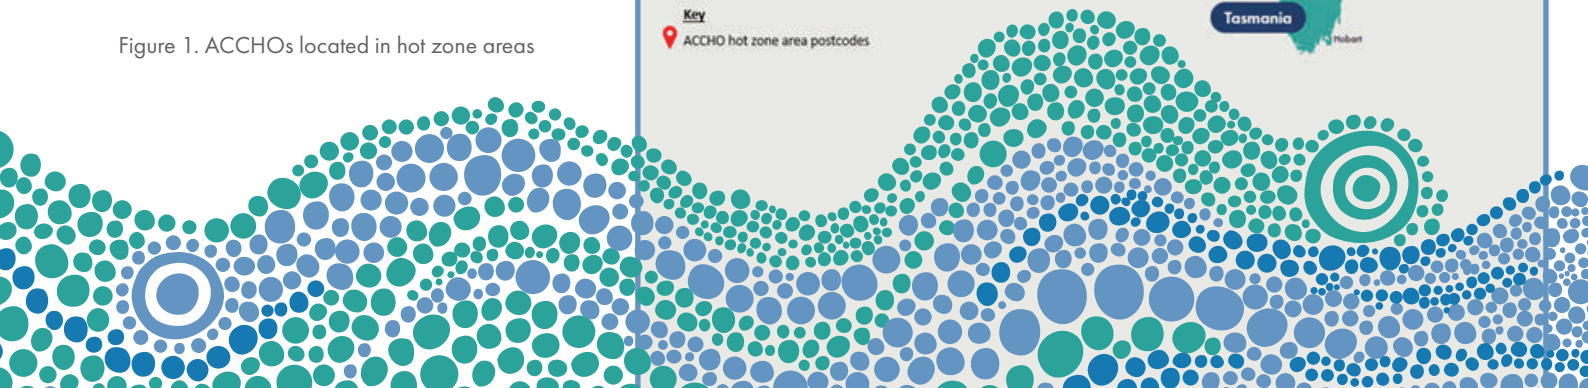 Figure 1. ACCHOs located in hot zone areas
Key
ACCHO hot zone area postcodes
Tasmania
Hobart